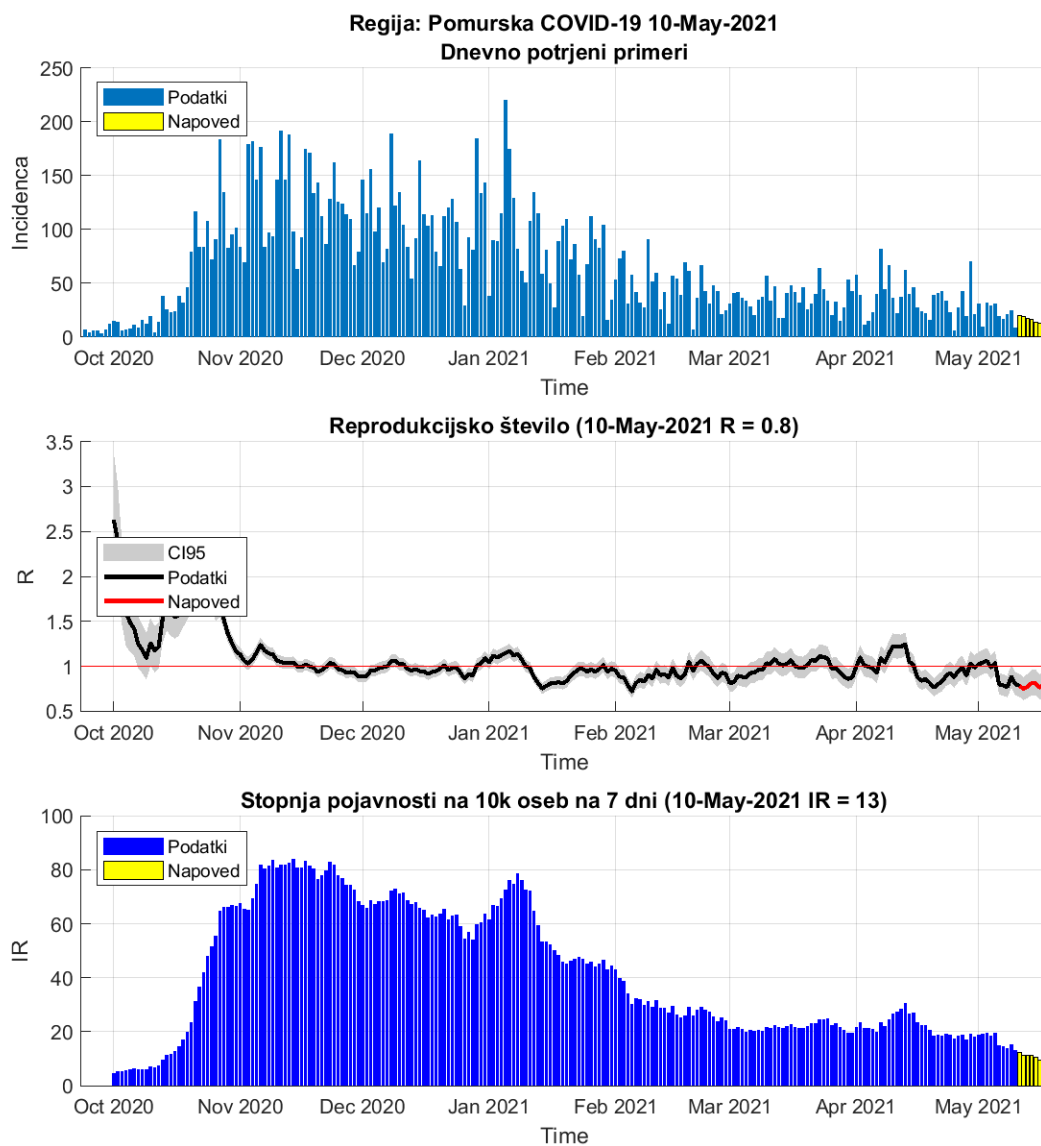 Regija: Pomurska COVID-19 10-May-2021
Dnevno potrjeni primeri
250
200
150
100
50
0
Incidenca
Podatki
Napoved
Oct 2020 Nov 2020 Dec 2020 Jan 2021 Feb 2021 Mar 2021 Apr 2021 May 2021
Time
Reprodukcijsko število (10-May-2021 R = 0.8)
3.5
3
2.5
2
1.5
1
0.5
R
CI95
Podatki
Napoved
Oct 2020 Nov 2020 Dec 2020 Jan 2021 Feb 2021 Mar 2021 Apr 2021 May 2021
Time
Stopnja pojavnosti na 10k oseb na 7 dni (10-May-2021 IR = 13)
100
80
60
40
20
0
IR
Podatki
Napoved
Oct 2020 Nov 2020 Dec 2020 Jan 2021 Feb 2021 Mar 2021 Apr 2021 May 2021
Time